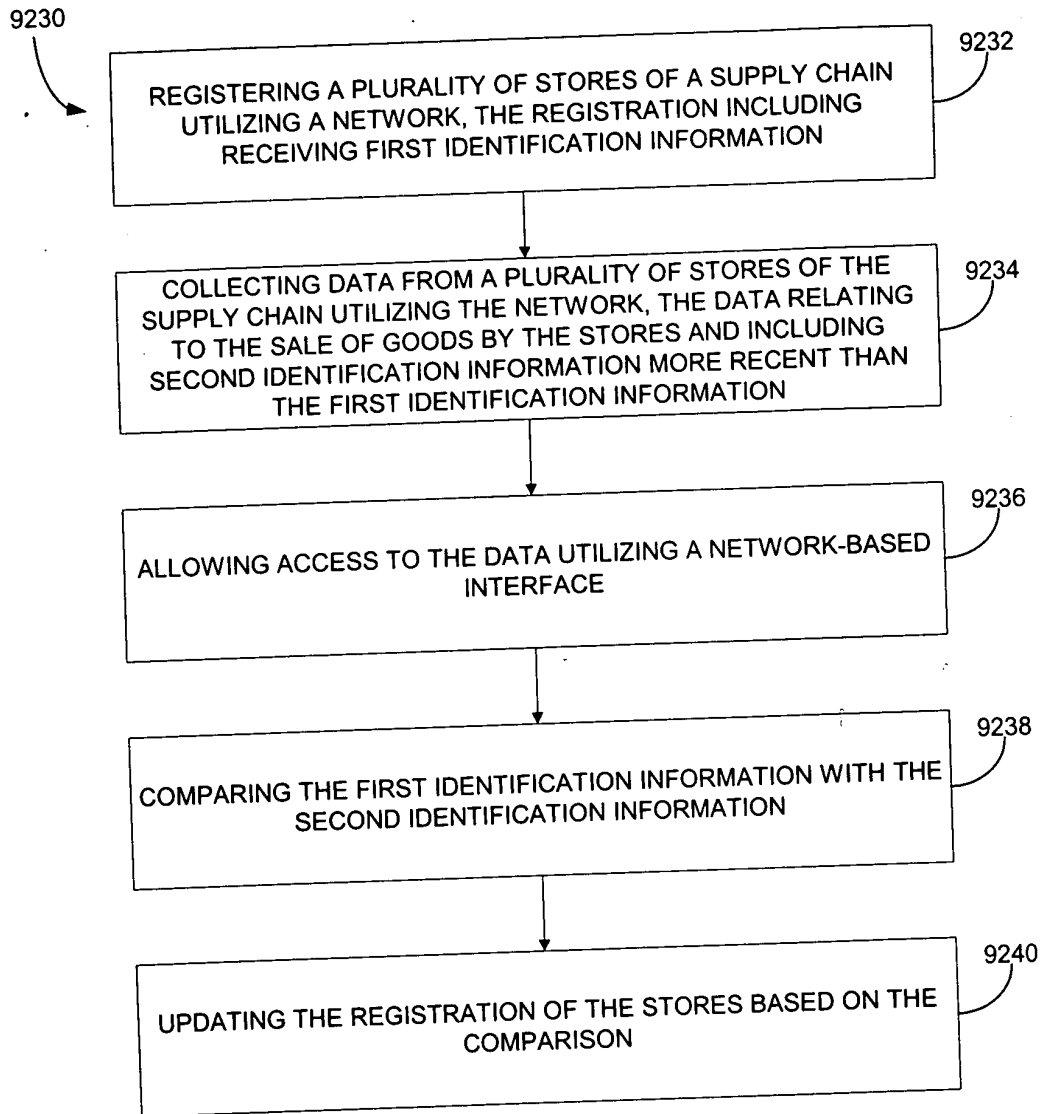 9230
9232
REGISTERING A PLURALITY OF STORES OF A SUPPLY CHAIN
UTILIZING A NETWORK, THE REGISTRATION INCLUDING
RECEIVING FIRST IDENTIFICATION INFORMATION
9234
COLLECTING DATA FROM A PLURALITY OF STORES OF THE
SUPPLY CHAIN UTILIZING THE NETWORK, THE DATA RELATING
TO THE SALE OF GOODS BY THE STORES AND INCLUDING
SECOND IDENTIFICATION INFORMATION MORE RECENT THAN
THE FIRST IDENTIFICATION INFORMATION
9236
ALLOWING ACCESS TO THE DATA UTILIZING A NETWORK-BASED
INTERFACE
9238
COMPARING THE FIRST IDENTIFICATION INFORMATION WITH THE
SECOND IDENTIFICATION INFORMATION
9240
UPDATING THE REGISTRATION OF THE STORES BASED ON THE
COMPARISON